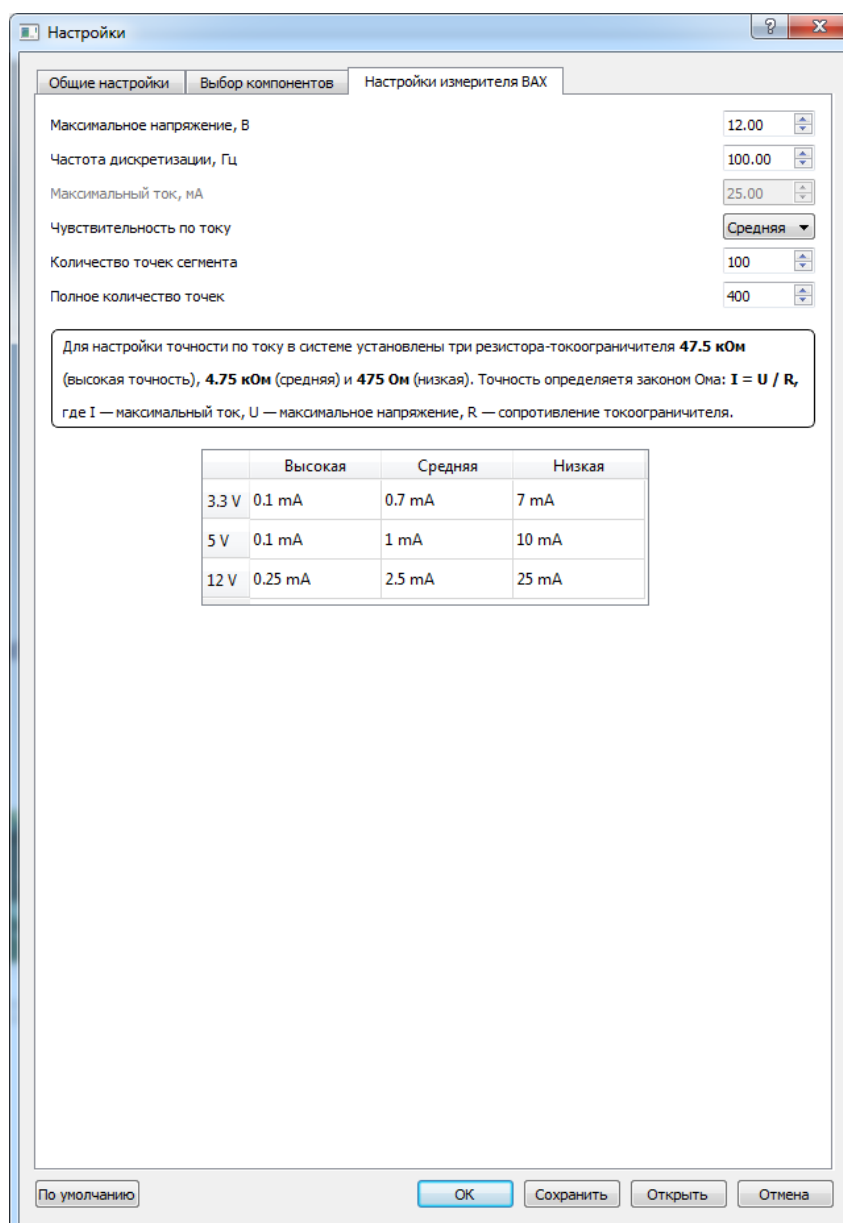 Настройки
Общие настройки Выбор компонентов Настройки измерителя ВАХ
Максимальное напряжение, В 12.00
Частота дискретизации, Гц 100.00
Максимальный ток, мА 25.00
Чувствительность по току Средняя
Количество точек сегмента 100
Полное количество точек 400
Для настройки точности по току в системе установлены три резистора-токоограничителя 47.5 кОм
(высокая точность), 4.75 кОм (средняя) и 475 Ом (низкая). Точность определяетя законом Ома: I = U / R,
где I — максимальный ток, U — максимальное напряжение, R — сопротивление токоограничителя.
Высокая Средняя Низкая
3.3 V 0.1 mA 0.7 mA 7 mA
5 V 0.1 mA 1 mA 10 mA
12 V 0.25 mA 2.5 mA 25 mA
По умолчанию OK Сохранить Открыть Отмена